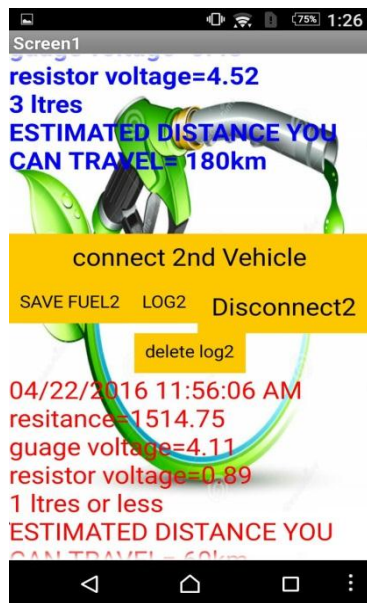 75% 1:26
Screen1
resistor voltage=4.52
3 ltres
ESTIMATED DISTANCE YOU
CAN TRAVEL= 180km
connect 2nd Vehicle
SAVE FUEL2 LOG2 Disconnect2
delete log2
04/22/2016 11:56:06 AM
resitance=1514.75
guage voltage=4.11
resistor voltage=0.89
1 ltres or less
ESTIMATED DISTANCE YOU